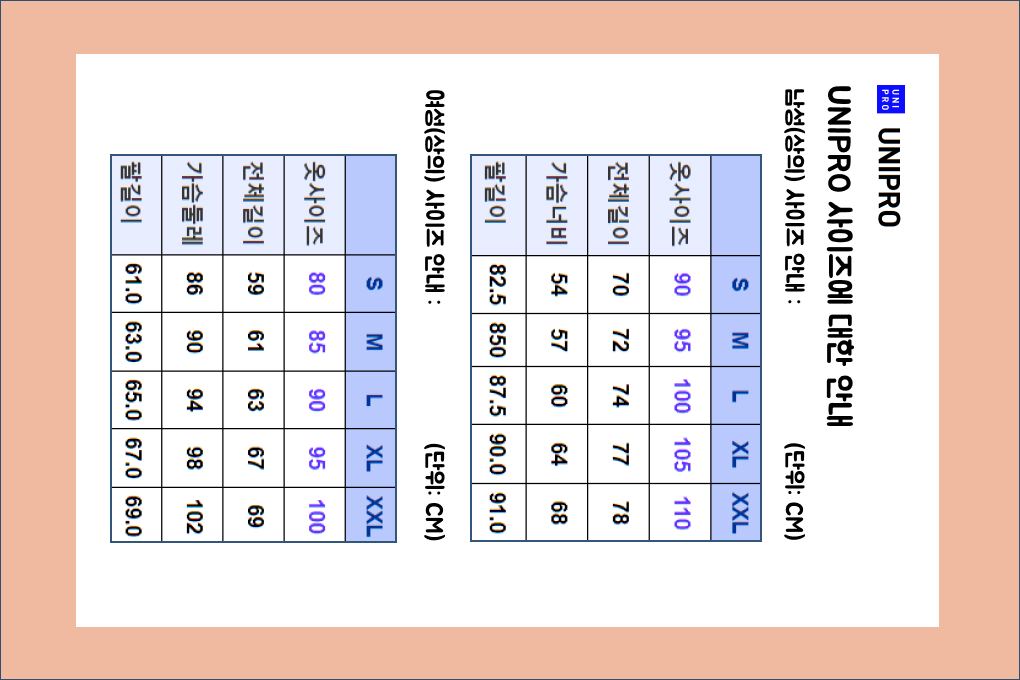 UNI
PRO
UNIPRO
UNIPRO 사이즈에 대한 안내
남성(상의) 사이즈 안내 : (단위: CM)
S M L XL XXL
옷사이즈 90 95 100 105 110
전체길이 70 72 74 77 78
가슴너비 54 57 60 64 68
팔길이 82.5 850 87.5 90.0 91.0
여성(상의) 사이즈 안내 : (단위: CM)
S M L XL XXL
옷사이즈 80 85 90 95 100
전체길이 59 61 63 67 69
가슴둘레 86 90 94 98 102
팔길이 61.0 63.0 65.0 67.0 69.0